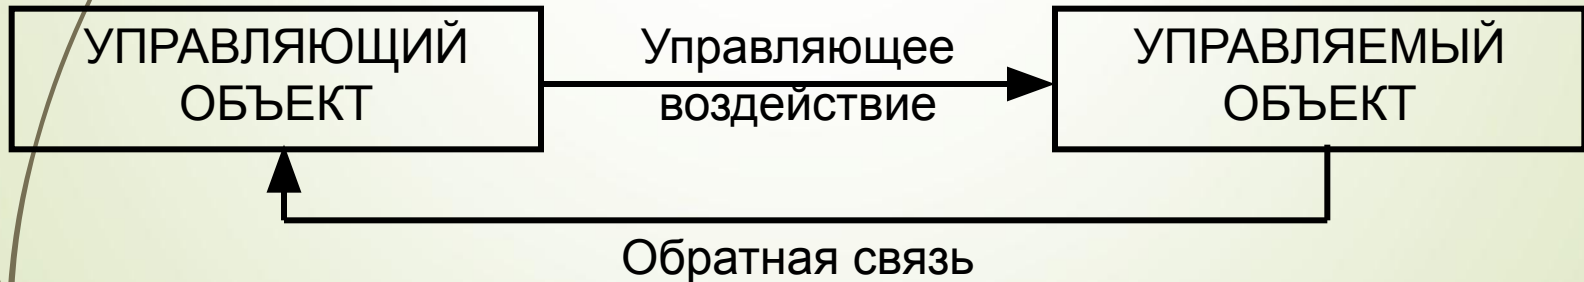 УПРАВЛЯЮЩИЙ
ОБЪЕКТ
Управляющее
воздействие
УПРАВЛЯЕМЫЙ
ОБЪЕКТ
Обратная связь